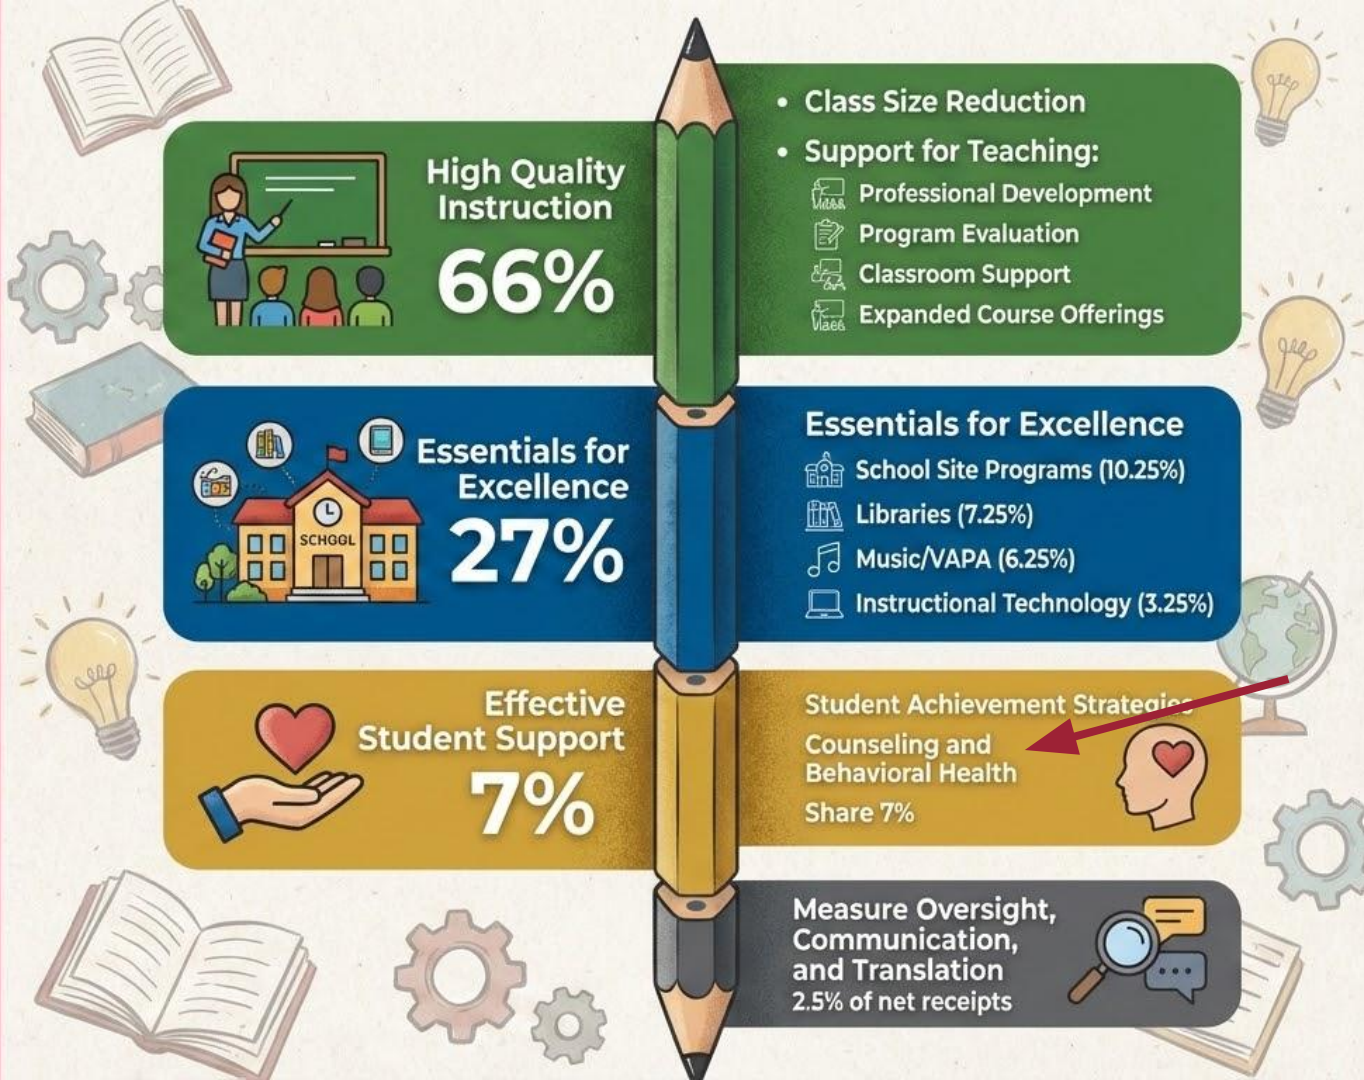 High Quality
Instruction
66%
• Class Size Reduction
• Support for Teaching:
Professional Development
Program Evaluation
Classroom Support
Expanded Course Offerings
Essentials for
Excellence
27%
SCHGGL
Essentials for Excellence
School Site Programs (10.25%)
Libraries (7.25%)
Music/VAPA (6.25%)
Instructional Technology (3.25%)
Effective
Student Support
7%
Student Achievement Strategies
Counseling and
Behavioral Health
Share 7%
Measure Oversight,
Communication,
and Translation
2.5% of net receipts